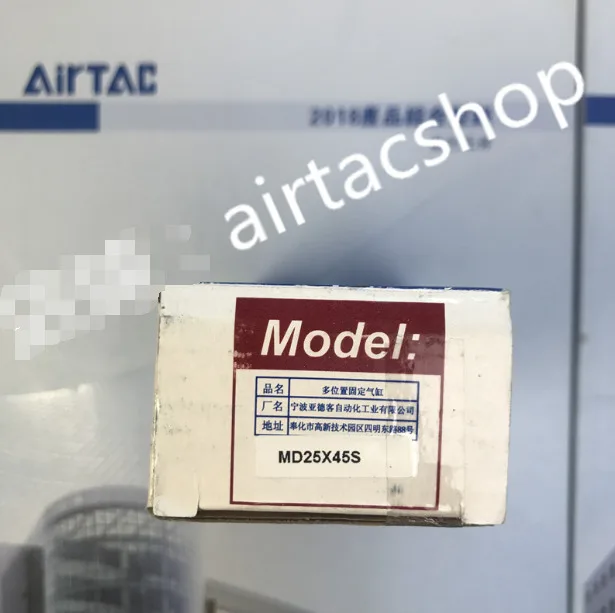 AirTAC
airtacshop
Model:
品名 多位置固定气缸
厂名 宁波亚德客自动化工业有限公司
地址 奉化市高新技术园区四明东路88号
MD25X45S